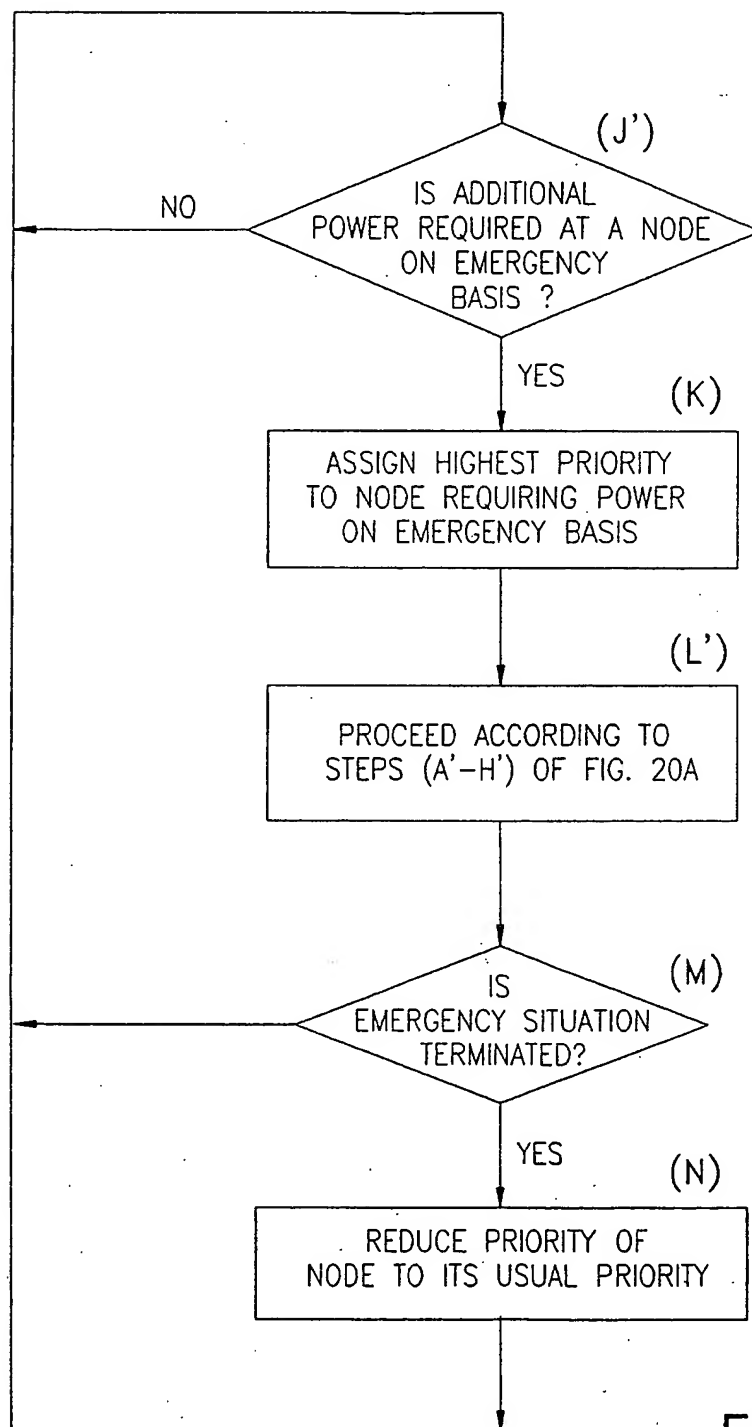 (J')
IS ADDITIONAL
POWER REQUIRED AT A NODE
ON EMERGENCY
BASIS ?
NO
YES
(K)
ASSIGN HIGHEST PRIORITY
TO NODE REQUIRING POWER
ON EMERGENCY BASIS
(L')
PROCEED ACCORDING TO
STEPS (A'-H') OF FIG. 20A
(M)
IS
EMERGENCY SITUATION
TERMINATED?
YES
(N)
REDUCE PRIORITY OF
NODE TO ITS USUAL PRIORITY